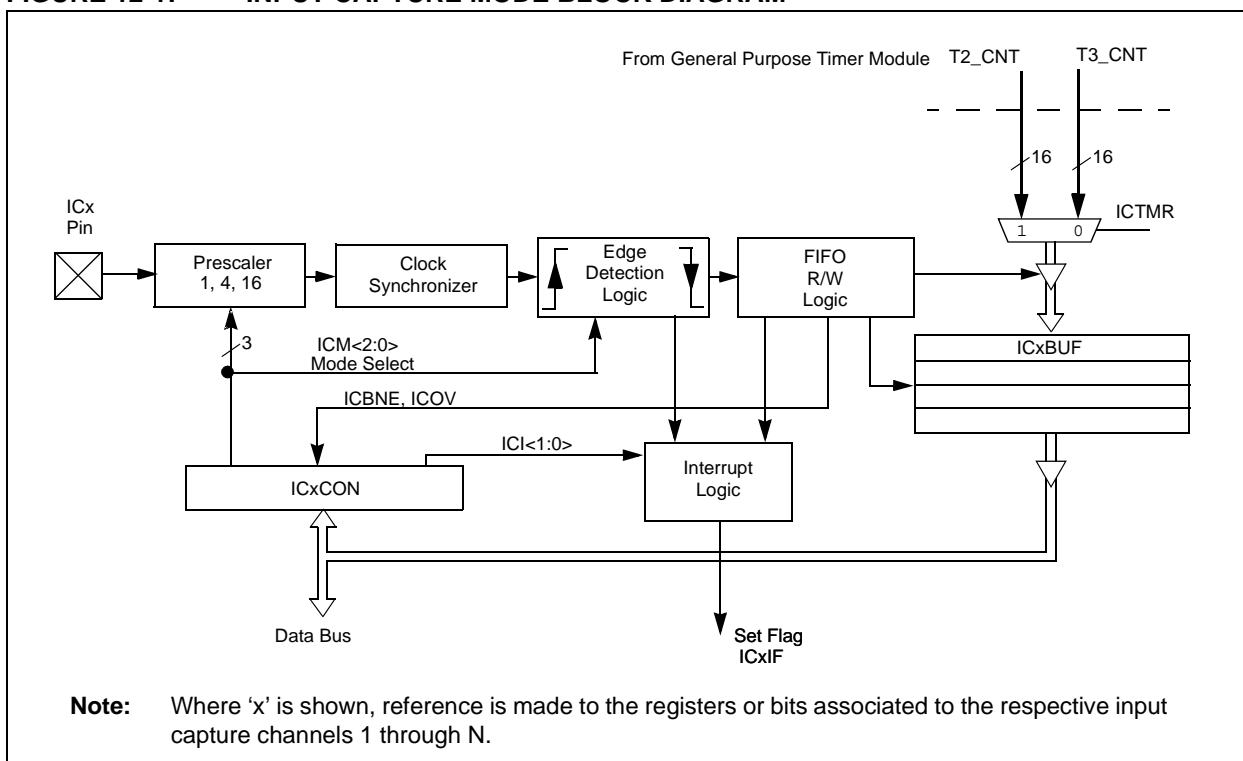 From General Purpose Timer Module T2_CNT T3_CNT
16 16
ICx
Pin
ICTMR
1 0
Prescaler
1, 4, 16
Clock
Synchronizer
Edge
Detection
Logic
FIFO
R/W
Logic
3
ICM<2:0>
Mode Select
ICxBUF
ICBNE, ICOV
ICI<1:0>
Interrupt
Logic
ICxCON
Data Bus
Set Flag
ICxIF
Note: Where ‘x’ is shown, reference is made to the registers or bits associated to the respective input
capture channels 1 through N.